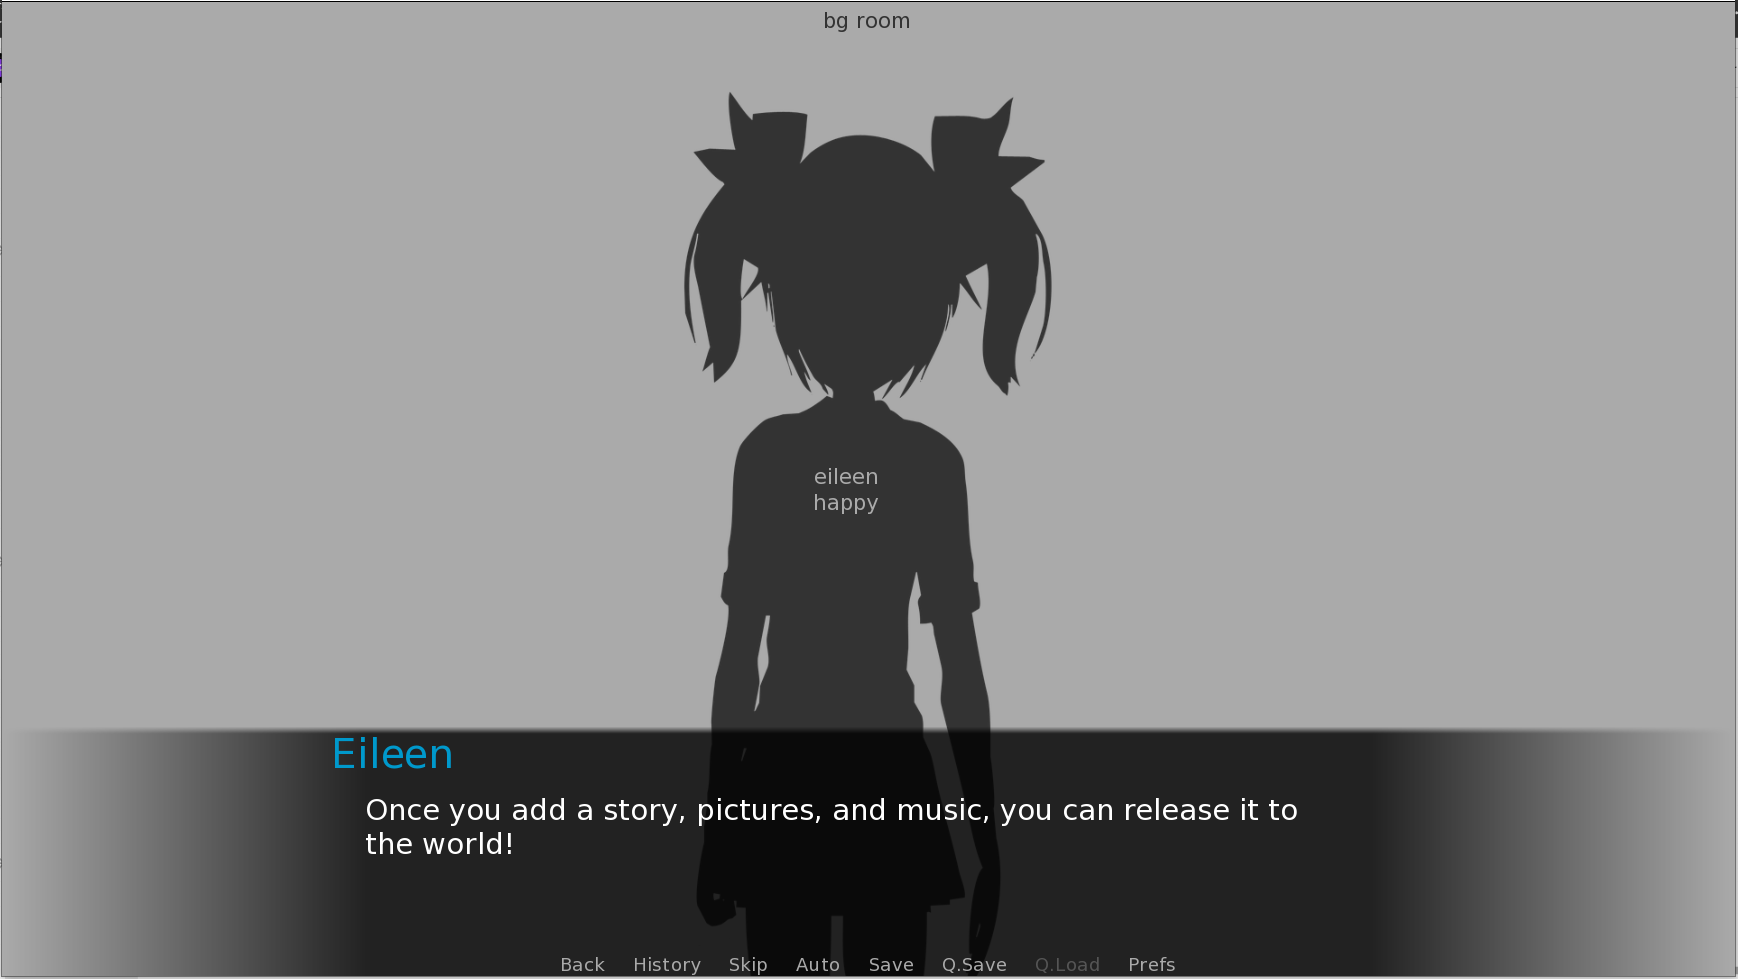 bg room
eileen
happy
Eileen
Once you add a story, pictures, and music, you can release it to
the world!
Back History Skip Auto Save Q.Save Q.Load Prefs